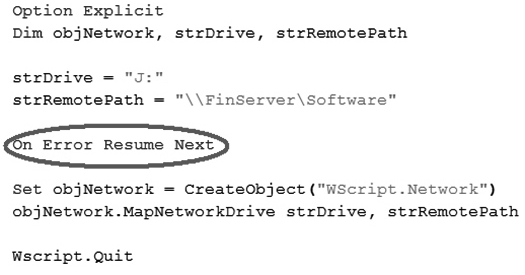 Option Explicit
Dim objNetwork, strDrive, strRemotePath
strDrive = "J:"
strRemotePath = "\\FinServer\Software"
On Error Resume Next
Set objNetwork = CreateObject("WScript.Network")
objNetwork.MapNetworkDrive strDrive, strRemotePath
Wscript.Quit